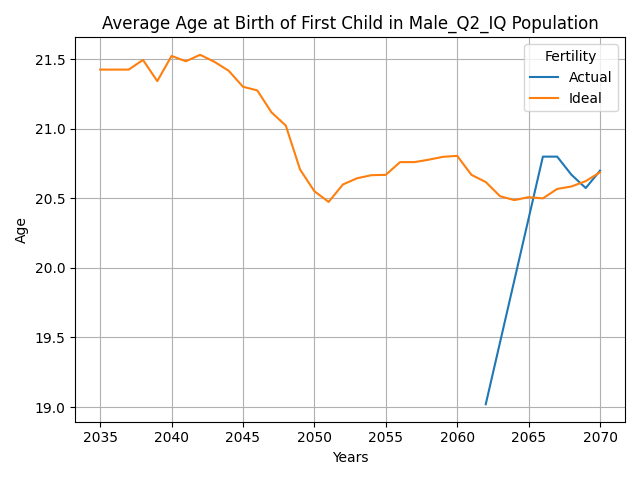 Average Age at Birth of First Child in Male_Q2_IQ Population
Fertility
Actual
Ideal
21.5
21.0
20.5
20.0
19.5
19.0
Age
2035 2040 2045 2050 2055 2060 2065 2070
Years